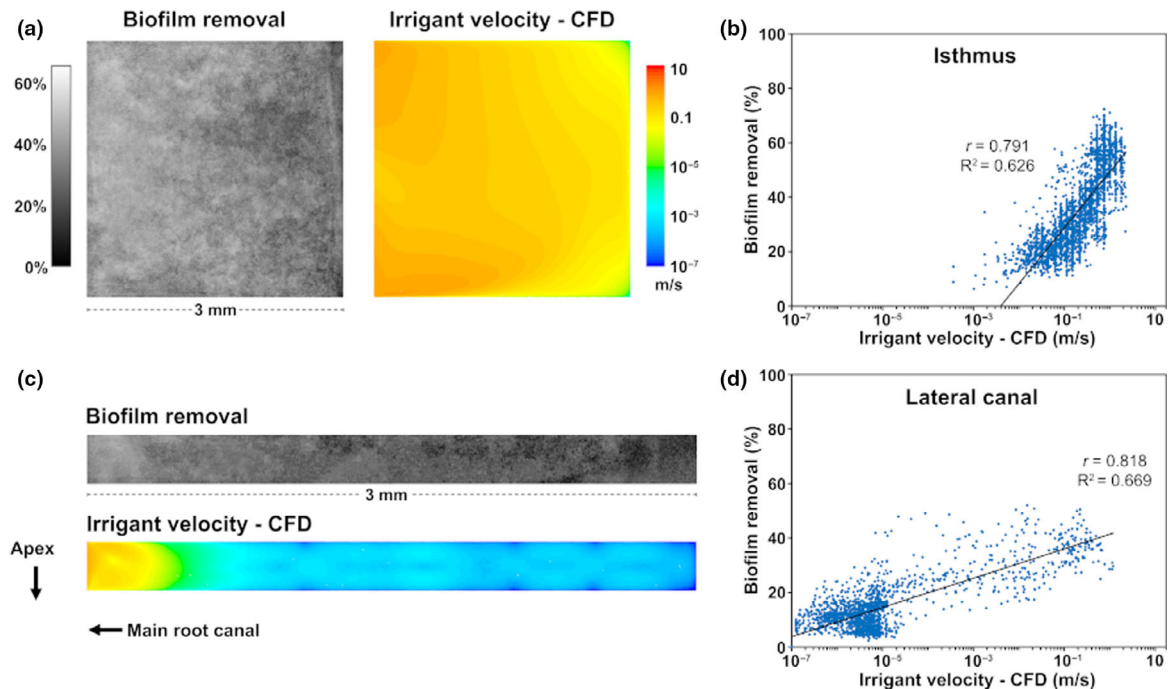 (a)
Biofilm removal
Irrigant velocity - CFD
60%
40%
20%
0%
10
0.1
10⁻⁵
10⁻³
10⁻⁷
m/s
3 mm
(b)
Isthmus
r = 0.791
R² = 0.626
Biofilm removal (%)
100
80
60
40
20
0
10⁻⁷
10⁻⁵
10⁻³
10⁻¹
10
Irrigant velocity - CFD (m/s)
(c)
Biofilm removal
3 mm
Irrigant velocity - CFD
Apex
Main root canal
(d)
Lateral canal
r = 0.818
R² = 0.669
Biofilm removal (%)
100
80
60
40
20
0
10⁻⁷
10⁻⁵
10⁻³
10⁻¹
10
Irrigant velocity - CFD (m/s)